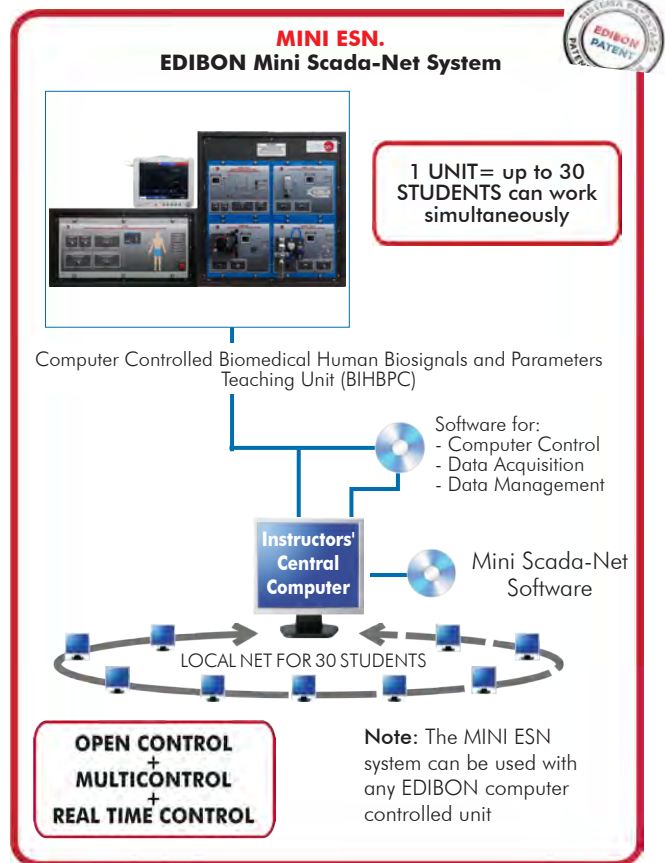 MINI ESN.
EDIBON Mini Scada-Net System
EDIBON
PATENT
1 UNIT= up to 30
STUDENTS can work
simultaneously
Computer Controlled Biomedical Human Biosignals and Parameters
Teaching Unit (BIHBPC)
Software for:
- Computer Control
- Data Acquisition
- Data Management
Instructors'
Central
Computer
Mini Scada-Net
Software
LOCAL NET FOR 30 STUDENTS
OPEN CONTROL
+
MULTICONTROL
+
REAL TIME CONTROL
Note: The MINI ESN
system can be used with
any EDIBON computer
controlled unit